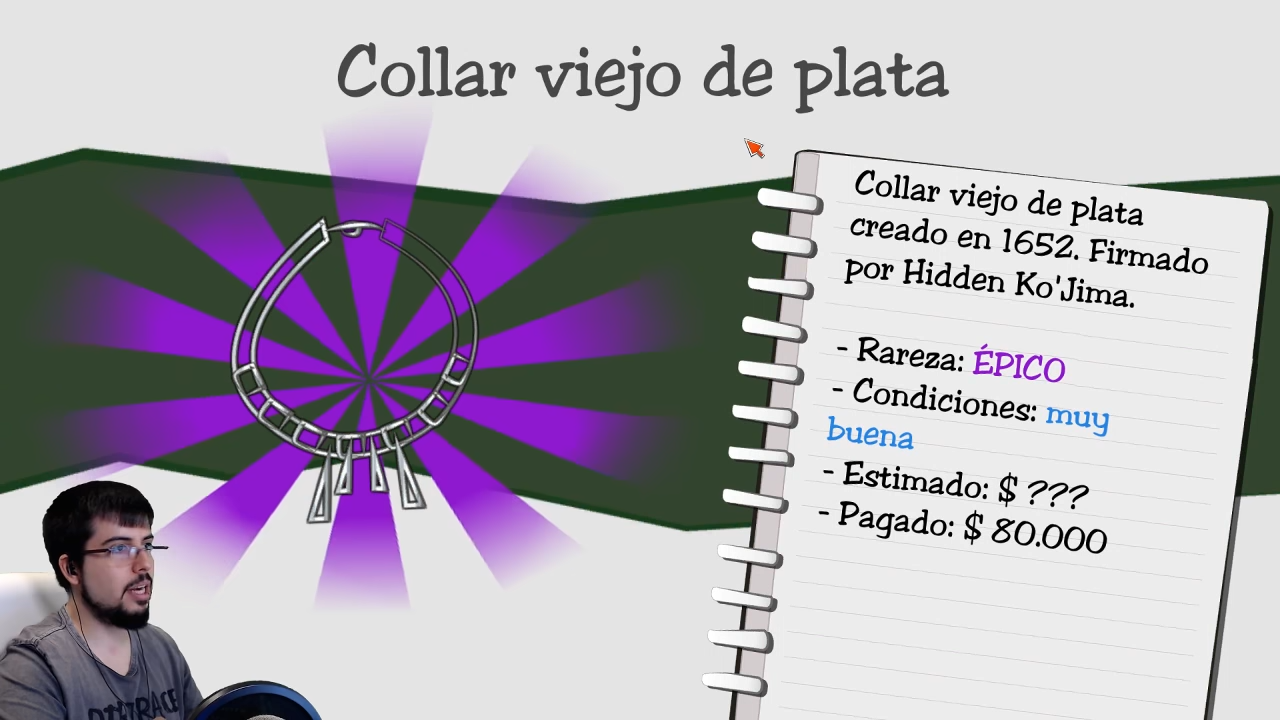 Collar viejo de plata
Collar viejo de plata
creado en 1652. Firmado
por Hidden Ko'Jima.
- Rareza: ÉPICO
- Condiciones: muy
buena
- Estimado: $ ???
- Pagado: $ 80.000